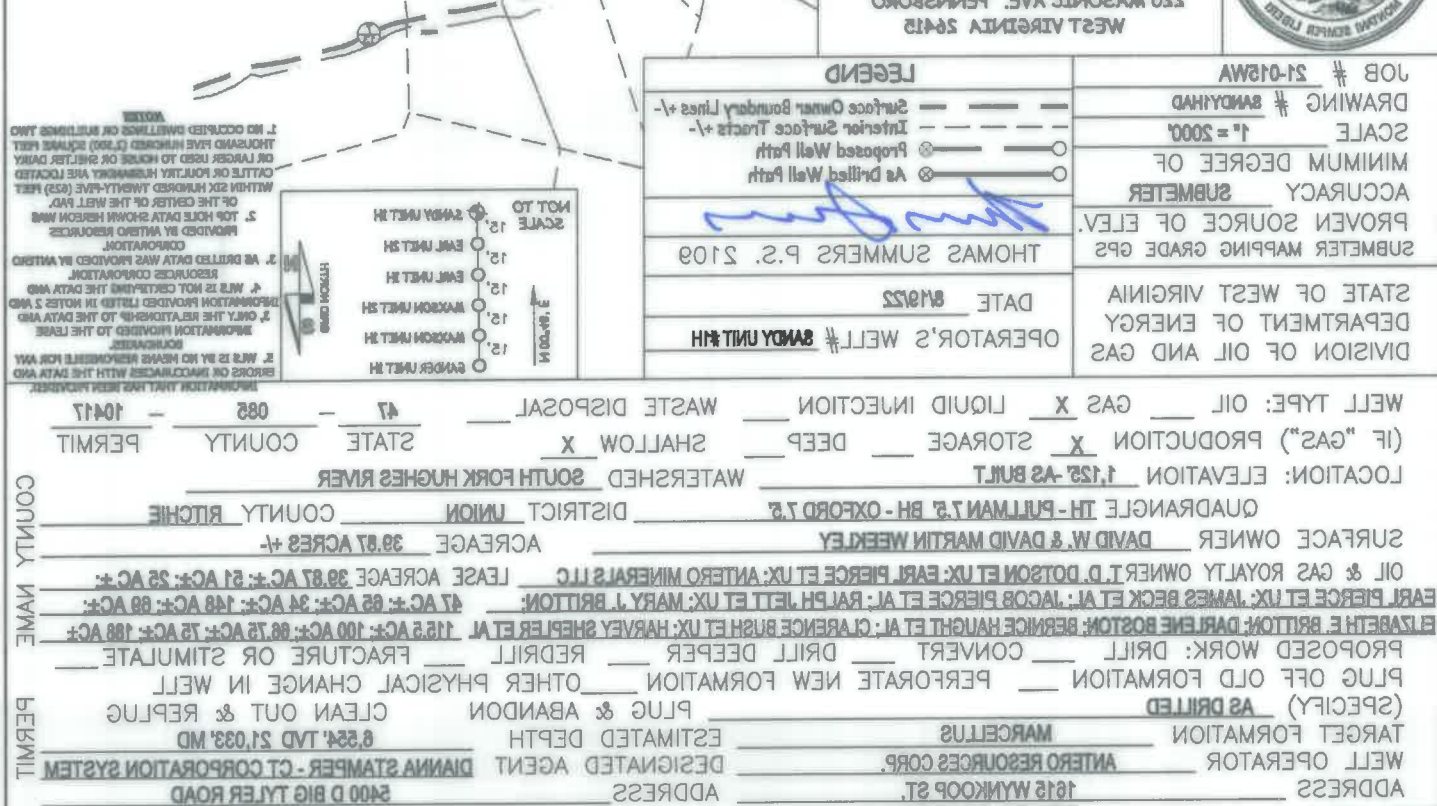 220 MASONIC AVE. PENNSBORO
WEST VIRGINIA 26415
MONTANI SEMPER LIBERI
JOB # 21-015WA
DRAWING # SANDY1HAD
SCALE 1" = 2000'
MINIMUM DEGREE OF
ACCURACY SUBMETER
PROVEN SOURCE OF ELEV.
SUBMETER MAPPING GRADE GPS
STATE OF WEST VIRGINIA
DEPARTMENT OF ENERGY
DIVISION OF OIL AND GAS
LEGEND
Surface Owner Boundary Lines +/-
Interior Surface Tracts +/-
Proposed Well Path
As Drilled Well Path
THOMAS SUMMERS P.S. 2109
DATE 8/19/22
OPERATOR'S WELL# SANDY UNIT #1H
NOT TO
SCALE
SANDY UNIT 1H
15'
EARL UNIT 2H
15'
EARL UNIT 1H
15'
MAXSON UNIT 2H
15'
MAXSON UNIT 1H
15'
GANDER UNIT 1H
GRID NORTH
N
S
NOTES
1. NO OCCUPIED DWELLINGS OR BUILDINGS TWO
THOUSAND FIVE HUNDRED (2,500) SQUARE FEET
OR LARGER USED TO HOUSE OR SHELTER DAIRY
CATTLE OR POULTRY HUSBANDRY ARE LOCATED
WITHIN SIX HUNDRED TWENTY-FIVE (625) FEET
OF THE CENTER OF THE WELL PAD.
2. TOP HOLE DATA SHOWN HEREON WAS
PROVIDED BY ANTERO RESOURCES
CORPORATION.
3. AS DRILLED DATA WAS PROVIDED BY ANTERO
RESOURCES CORPORATION.
4. WLS IS NOT CERTIFYING THE DATA AND
INFORMATION PROVIDED LISTED IN NOTES 2 AND
3, ONLY THE RELATIONSHIP TO THE DATA AND
INFORMATION PROVIDED TO THE LEASE
BOUNDARIES.
5. WLS IS BY NO MEANS RESPONSIBLE FOR ANY
ERRORS OR INACCURACIES WITH THE DATA AND
INFORMATION THAT HAS BEEN PROVIDED.
WELL TYPE: OIL GAS X LIQUID INJECTION WASTE DISPOSAL 47 - 085 - 10417
(IF "GAS") PRODUCTION X STORAGE DEEP SHALLOW X STATE COUNTY PERMIT
LOCATION: ELEVATION 1,125' -AS BUILT WATERSHED SOUTH FORK HUGHES RIVER
QUADRANGLE TH - PULLMAN 7.5' BH - OXFORD 7.5' DISTRICT UNION COUNTY RITCHIE
SURFACE OWNER DAVID W. & DAVID MARTIN WEEKLEY ACREAGE 39.87 ACRES +/-
OIL & GAS ROYALTY OWNER T. D. DOTSON ET UX; EARL PIERCE ET UX; ANTERO MINERALS LLC LEASE ACREAGE 39.87 AC.±; 51 AC±; 25 AC.±;
EARL PIERCE ET UX; JAMES BECK ET AL; JACOB PIERCE ET AL; RALPH JETT ET UX; MARY J. BRITTON; 47 AC.±; 65 AC±; 34 AC±; 148 AC±; 69 AC±;
ELIZABETH E. BRITTON; DARLENE BOSTON; BERNICE HAUGHT ET AL; CLARENCE BUSH ET UX; HARVEY SHEPLER ET AL 115.5 AC±; 100 AC±; 66.75 AC±; 75 AC±; 188 AC±
PROPOSED WORK: DRILL CONVERT DRILL DEEPER REDRILL FRACTURE OR STIMULATE
PLUG OFF OLD FORMATION PERFORATE NEW FORMATION OTHER PHYSICAL CHANGE IN WELL
(SPECIFY) AS DRILLED PLUG & ABANDON CLEAN OUT & REPLUG
TARGET FORMATION MARCELLUS ESTIMATED DEPTH 6,554' TVD 21,033' MD
WELL OPERATOR ANTERO RESOURCES CORP. DESIGNATED AGENT DIANNA STAMPER - CT CORPORATION SYSTEM
ADDRESS 1615 WYNKOOP ST. ADDRESS 5400 D BIG TYLER ROAD
COUNTY NAME
PERMIT